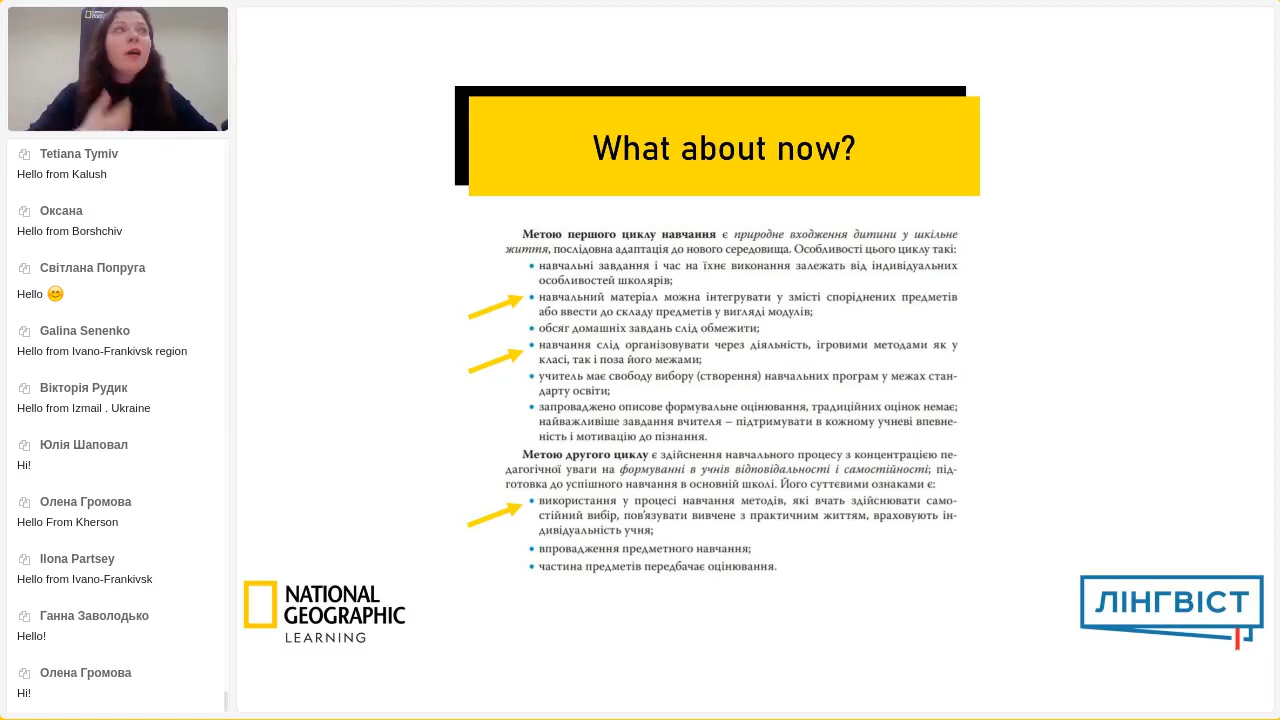 Tetiana Tymiv
Hello from Kalush
Оксана
Hello from Borshchiv
Світлана Попруга
Hello 😊
Galina Senenko
Hello from Ivano-Frankivsk region
Вікторія Рудик
Hello from Izmail . Ukraine
Юлія Шаповал
Hi!
Олена Громова
Hello From Kherson
Ilona Partsey
Hello from Ivano-Frankivsk
Ганна Заволодько
Hello!
Олена Громова
Hi!
What about now?
Метою першого циклу навчання є природне входження дитини у шкільне
життя, послідовна адаптація до нового середовища. Особливості цього циклу такі:
• навчальні завдання і час на їхнє виконання залежать від індивідуальних
особливостей школярів;
• навчальний матеріал можна інтегрувати у змісті споріднених предметів
або ввести до складу предметів у вигляді модулів;
• обсяг домашніх завдань слід обмежити;
• навчання слід організовувати через діяльність, ігровими методами як у
класі, так і поза його межами;
• учитель має свободу вибору (створення) навчальних програм у межах стан-
дарту освіти;
• запроваджено описове формувальне оцінювання, традиційних оцінок немає;
найважливіше завдання вчителя – підтримувати в кожному учневі впевне-
ність і мотивацію до пізнання.
Метою другого циклу є здійснення навчального процесу з концентрацією пе-
дагогічної уваги на формуванні в учнів відповідальності і самостійності; під-
готовка до успішного навчання в основній школі. Його суттєвими ознаками є:
• використання у процесі навчання методів, які вчать здійснювати само-
стійний вибір, пов'язувати вивчене з практичним життям, враховують ін-
дивідуальність учня;
• впровадження предметного навчання;
• частина предметів передбачає оцінювання.
NATIONAL
GEOGRAPHIC
LEARNING
ЛІНГВІСТ